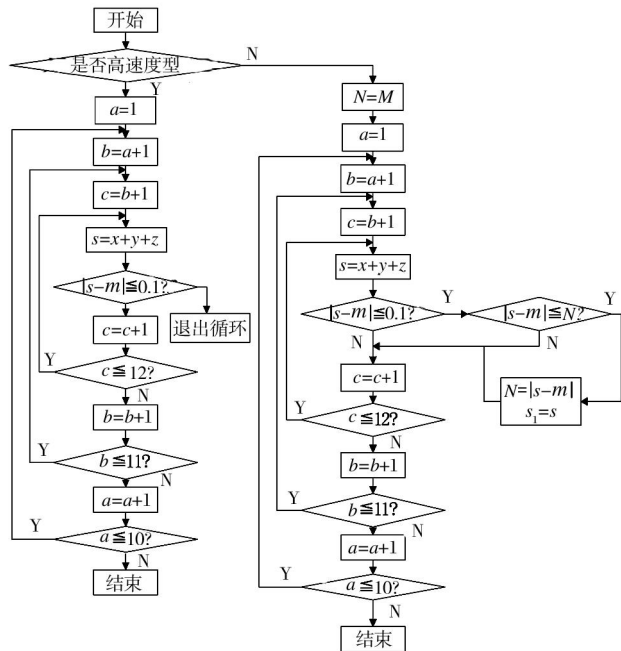 开始
是否高速度型
N
Y
a=1
b=a+1
c=b+1
s=x+y+z
|s-m|≦0.1?
退出循环
c=c+1
Y
c≦12?
N
b=b+1
Y
b≦11?
N
a=a+1
Y
a≦10?
N
结束
N=M
a=1
b=a+1
c=b+1
s=x+y+z
|s-m|≦0.1?
Y
|s-m|≦N?
Y
N
N
N=|s-m|
s₁=s
c=c+1
Y
c≦12?
N
b=b+1
Y
b≦11?
N
a=a+1
Y
a≦10?
N
结束